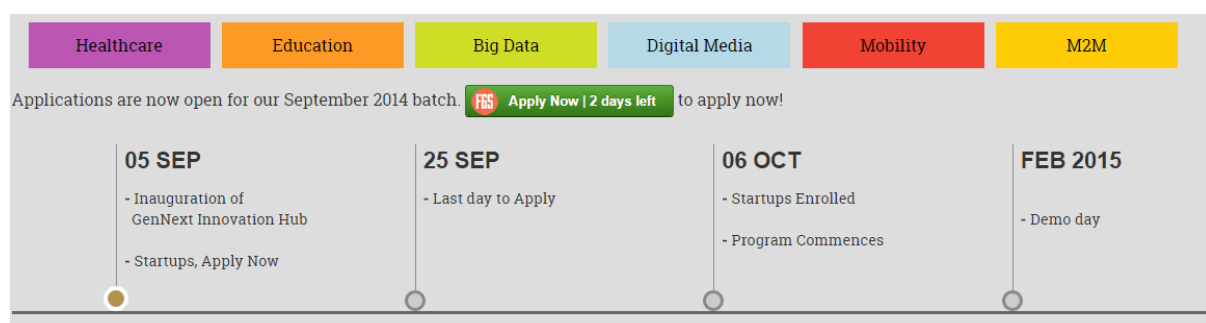 Healthcare
Education
Big Data
Digital Media
Mobility
M2M
Applications are now open for our September 2014 batch. F6S Apply Now | 2 days left to apply now!
05 SEP
- Inauguration of
GenNext Innovation Hub
- Startups, Apply Now
25 SEP
- Last day to Apply
06 OCT
- Startups Enrolled
- Program Commences
FEB 2015
- Demo day